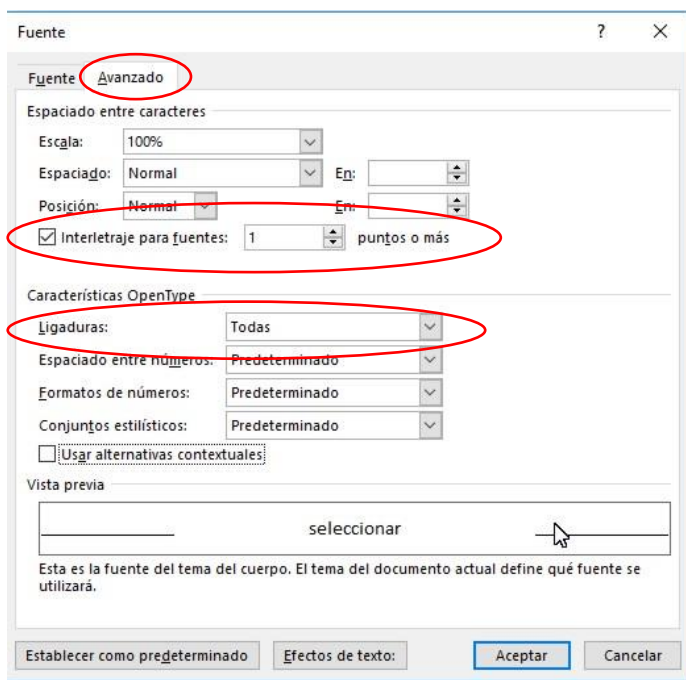 Fuente ? X
Fuente Avanzado
Espaciado entre caracteres
Escala: 100%
Espaciado: Normal En:
Posición: Normal En:
Interletraje para fuentes: 1 puntos o más
Características OpenType
Ligaduras: Todas
Espaciado entre números: Predeterminado
Formatos de números: Predeterminado
Conjuntos estilísticos: Predeterminado
Usar alternativas contextuales
Vista previa
seleccionar
Esta es la fuente del tema del cuerpo. El tema del documento actual define qué fuente se
utilizará.
Establecer como predeterminado Efectos de texto: Aceptar Cancelar